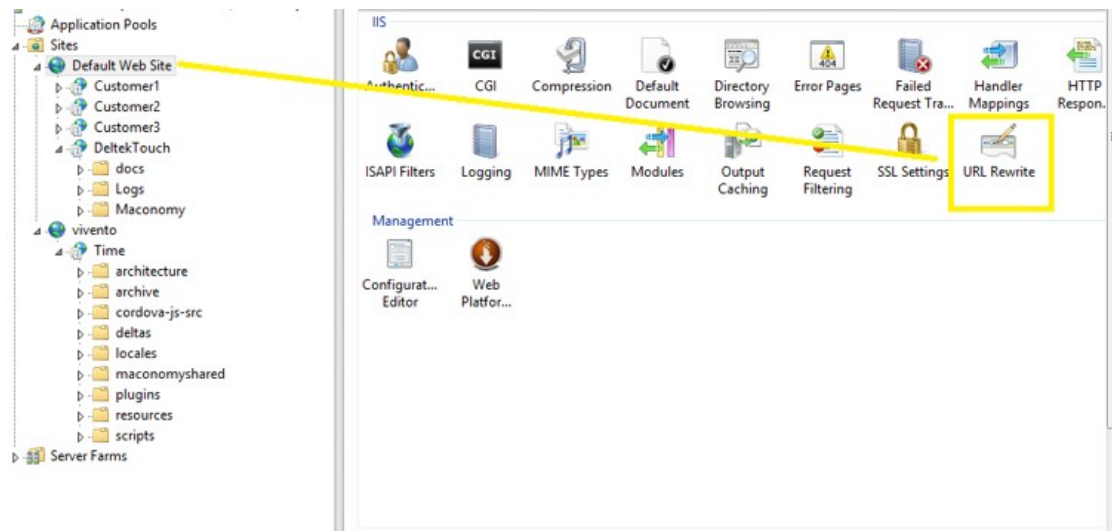 Application Pools
Sites
Default Web Site
Customer1
Customer2
Customer3
DeltekTouch
docs
Logs
Maconomy
vivento
Time
architecture
archive
cordova-js-src
deltas
locales
maconomyshared
plugins
resources
scripts
Server Farms
IIS
CGI
404
Authentic...
CGI
Compression
Default
Document
Directory
Browsing
Error Pages
Failed
Request Tra...
Handler
Mappings
HTTP
Respon.
ISAPI Filters
Logging
MIME Types
Modules
Output
Caching
Request
Filtering
SSL Settings
URL Rewrite
Management
Configurat...
Editor
Web
Platfor...